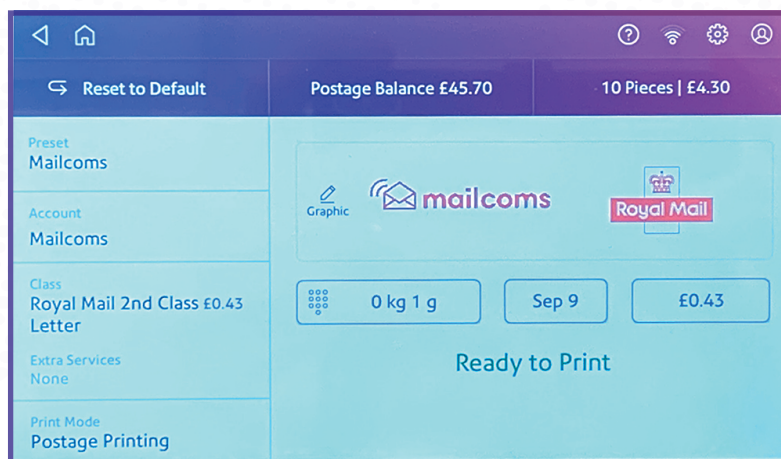 Reset to Default
Postage Balance £45.70
10 Pieces | £4.30
Preset
Mailcoms
Account
Mailcoms
Class
Royal Mail 2nd Class £0.43
Letter
Extra Services
None
Print Mode
Postage Printing
Graphic
mailcoms
Royal Mail
0 kg 1 g
Sep 9
£0.43
Ready to Print